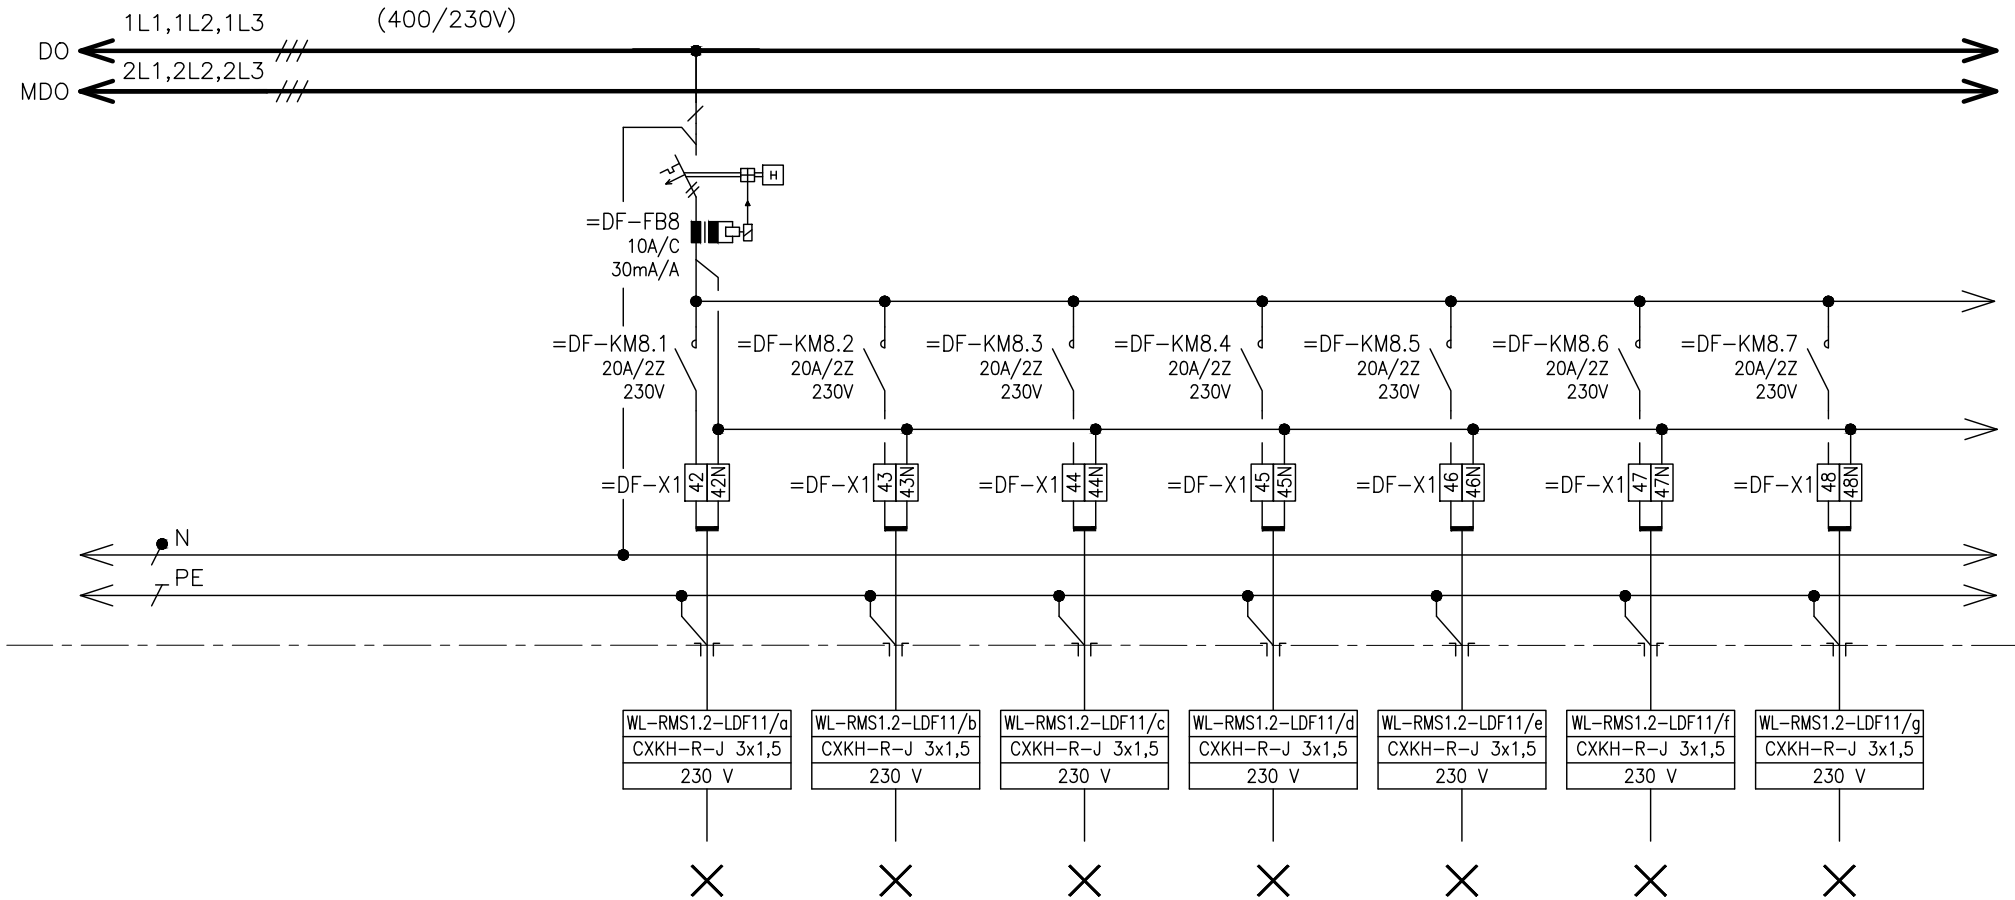 1L1,1L2,1L3
(400/230V)
DO
2L1,2L2,2L3
MDO
H
=DF-FB8
10A/C
30mA/A
=DF-KM8.1
20A/2Z
230V
=DF-KM8.2
20A/2Z
230V
=DF-KM8.3
20A/2Z
230V
=DF-KM8.4
20A/2Z
230V
=DF-KM8.5
20A/2Z
230V
=DF-KM8.6
20A/2Z
230V
=DF-KM8.7
20A/2Z
230V
=DF-X1 42 42N
=DF-X1 43 43N
=DF-X1 44 44N
=DF-X1 45 45N
=DF-X1 46 46N
=DF-X1 47 47N
=DF-X1 48 48N
N
PE
WL-RMS1.2-LDF11/a
CXKH-R-J 3x1,5
230 V
WL-RMS1.2-LDF11/b
CXKH-R-J 3x1,5
230 V
WL-RMS1.2-LDF11/c
CXKH-R-J 3x1,5
230 V
WL-RMS1.2-LDF11/d
CXKH-R-J 3x1,5
230 V
WL-RMS1.2-LDF11/e
CXKH-R-J 3x1,5
230 V
WL-RMS1.2-LDF11/f
CXKH-R-J 3x1,5
230 V
WL-RMS1.2-LDF11/g
CXKH-R-J 3x1,5
230 V